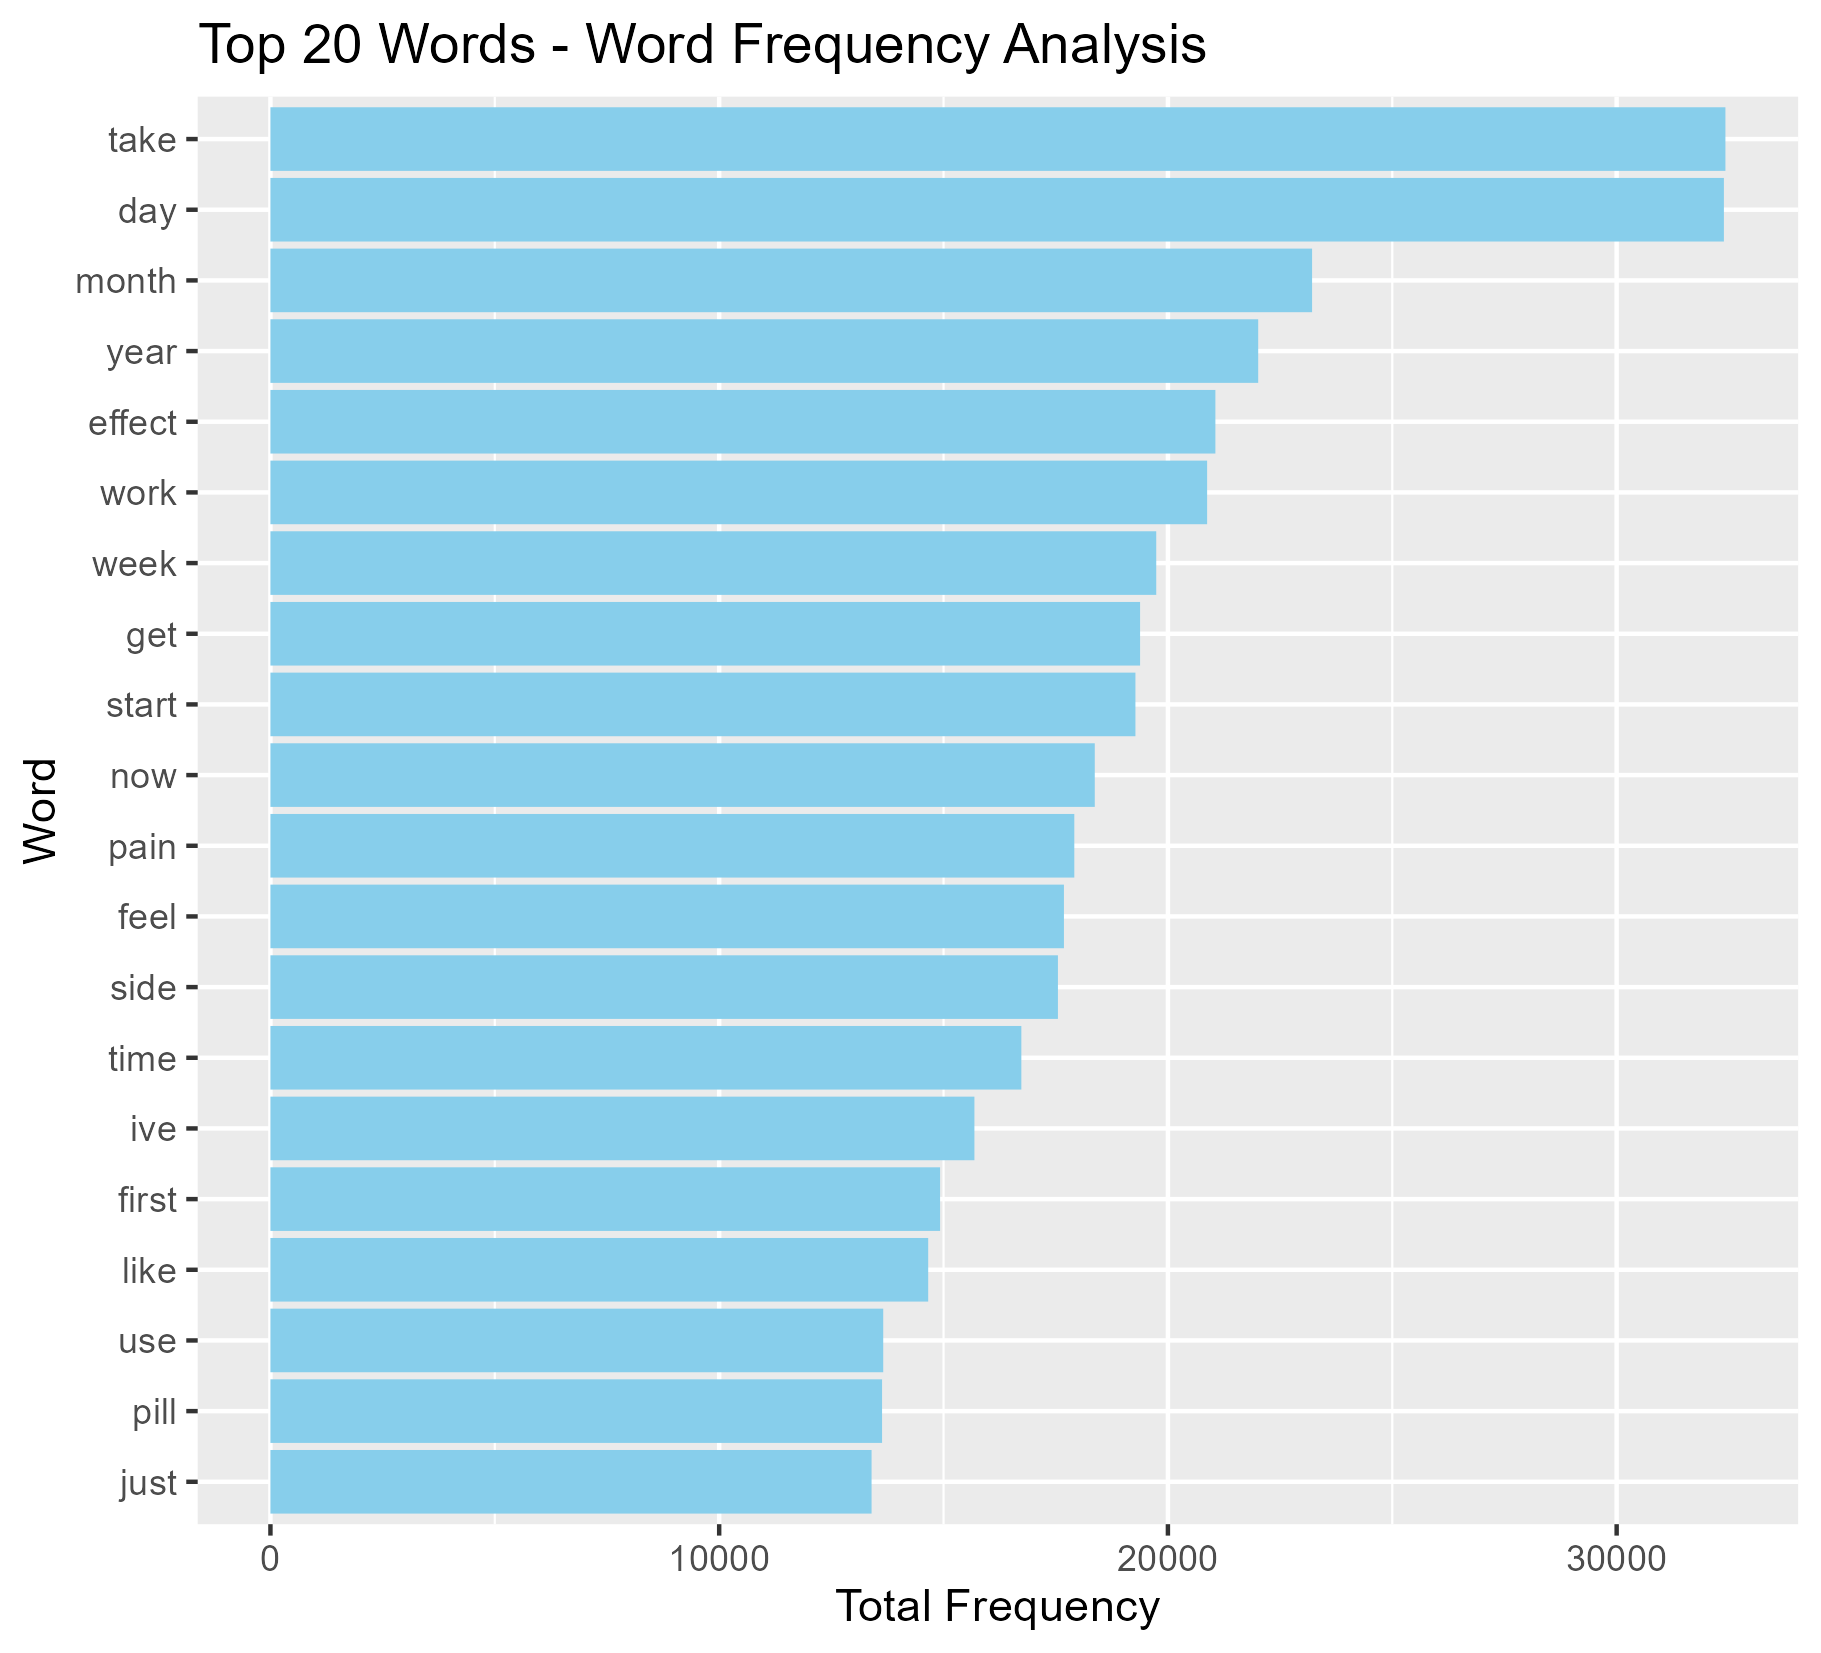 Top 20 Words - Word Frequency Analysis
take
day
month
year
effect
work
week
get
start
now
pain
feel
side
time
ive
first
like
use
pill
just
Word
0 10000 20000 30000
Total Frequency